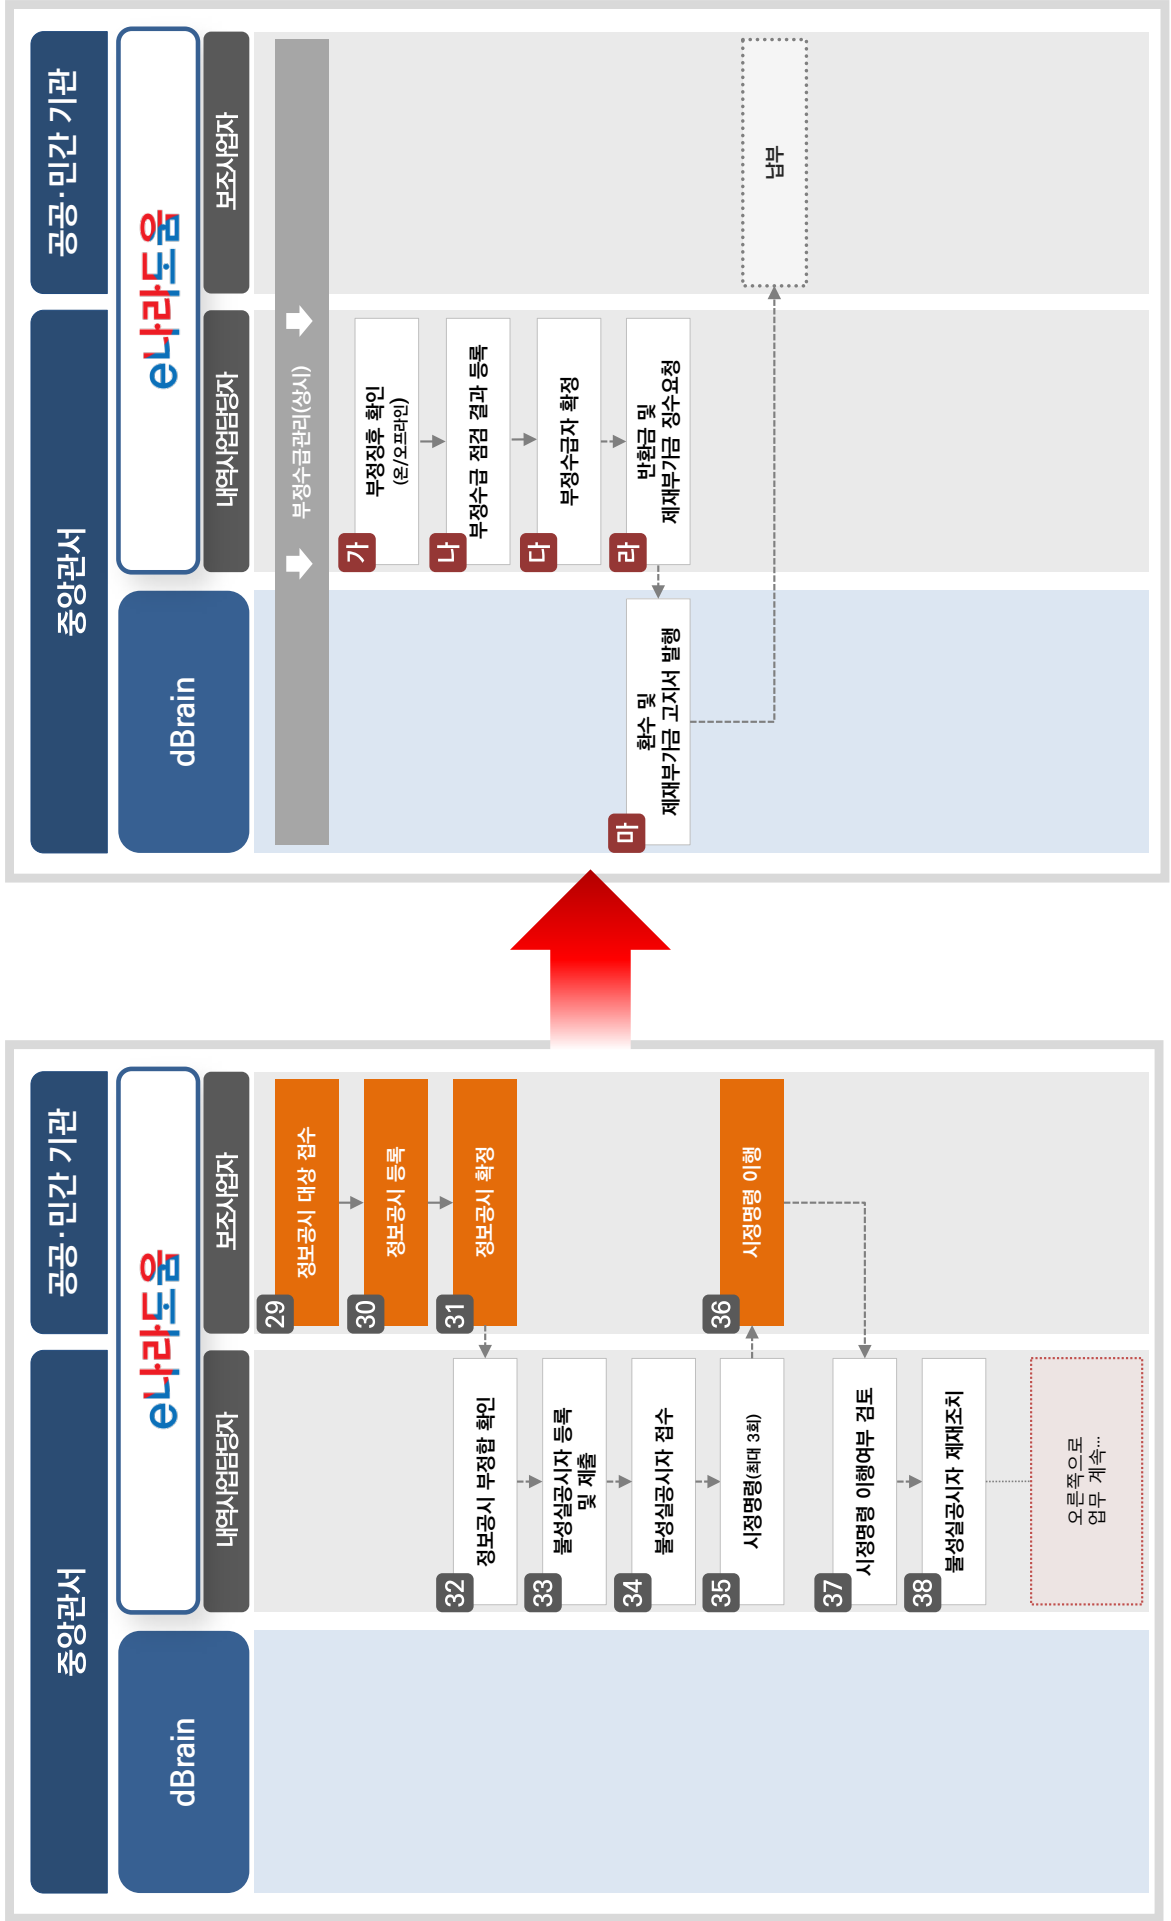 중앙관서
공공·민간 기관
dBrain
e나라도움
내역사업담당자
보조사업자
29
정보공시 대상 접수
30
정보공시 등록
31
정보공시 확정
32
정보공시 부정합 확인
33
불성실공시자 등록
및 제출
34
불성실공시자 접수
35
시정명령(최대 3회)
36
시정명령 이행
37
시정명령 이행여부 검토
38
불성실공시자 제재조치
오른쪽으로
업무 계속...
중앙관서
공공·민간 기관
dBrain
e나라도움
내역사업담당자
보조사업자
부정수급관리(상시)
가
부정징후 확인
(온/오프라인)
나
부정수급 점검 결과 등록
다
부정수급자 확정
라
반환금 및
제재부가금 징수요청
마
환수 및
제재부가금 고지서 발행
납부